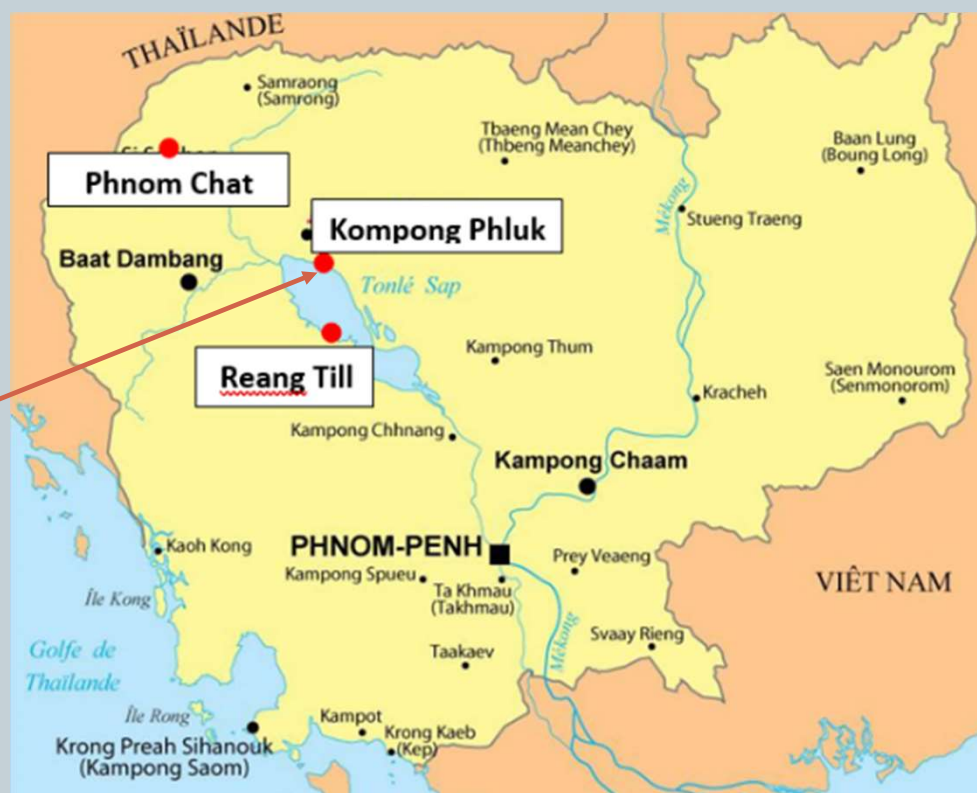 THAÏLANDE
Samraong
(Samrong)
Tbaeng Mean Chey
(Thbeng Meanchey)
Baan Lung
(Boung Long)
Phnom Chat
Kompong Phluk
Mékong
Stueng Traeng
Baat Dambang
Tonlé Sap
Kampong Thum
Reang Till
Saen Monourom
(Senmonorom)
Kracheh
Kampong Chhnang
Kampong Chaam
Kaoh Kong
PHNOM-PENH
Prey Veaeng
Kampong Spueu
Ta Khmau
(Takhmau)
VIÊT NAM
Île Kong
Mékong
Svaay Rieng
Golfe de
Thaïlande
Taakaev
Île Rong
Kampot
Krong Kaeb
(Kep)
Krong Preah Sihanouk
(Kampong Saom)